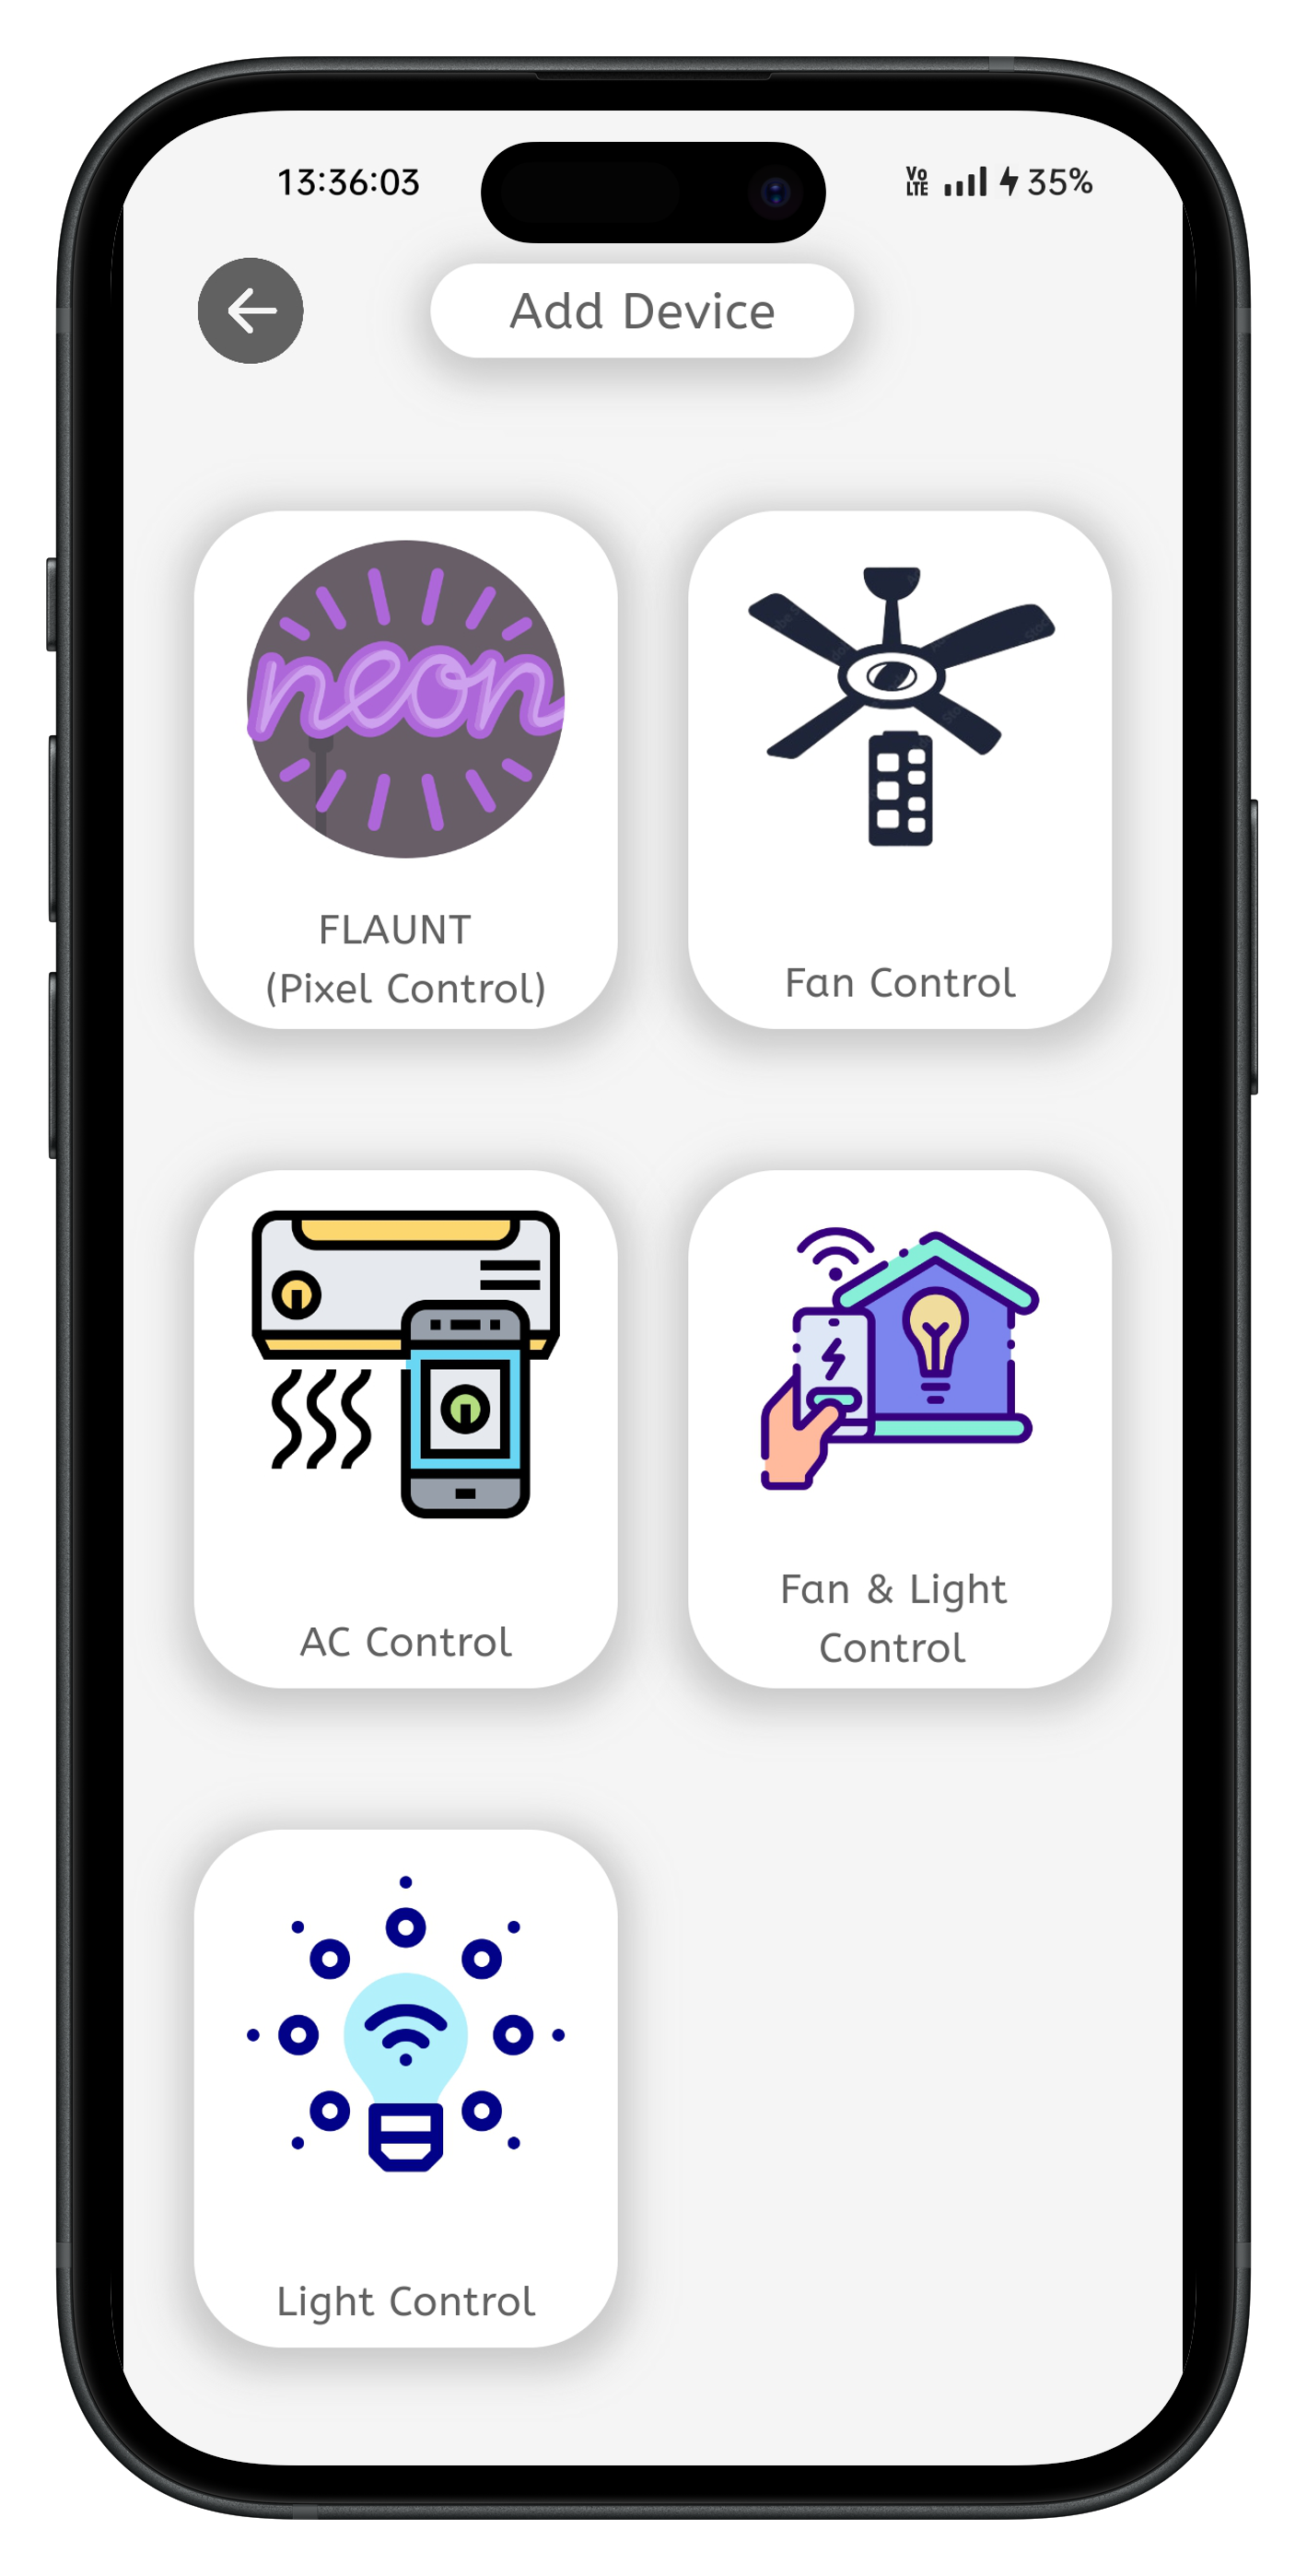 13:36:03
Vo
LTE
35%
Add Device
neon
FLAUNT
(Pixel Control)
Fan Control
AC Control
Fan & Light
Control
Light Control